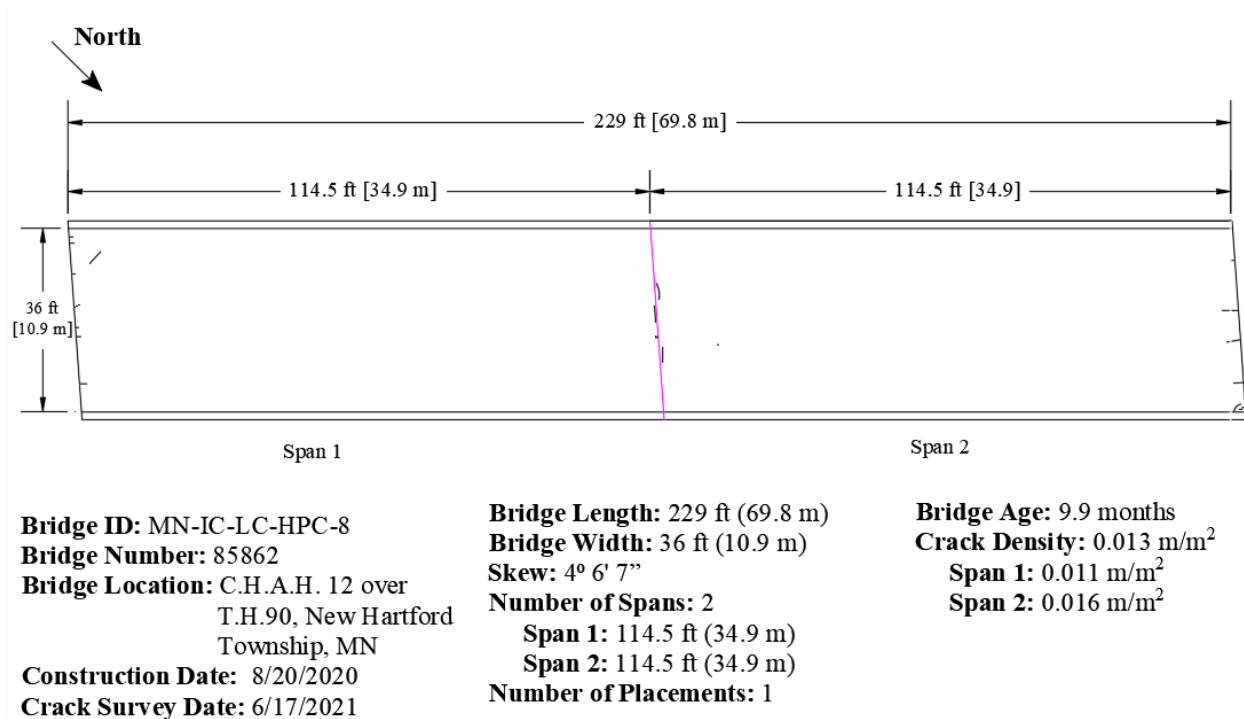 North
229 ft [69.8 m]
114.5 ft [34.9 m]
114.5 ft [34.9]
36 ft
[10.9 m]
Span 1
Span 2
Bridge ID: MN-IC-LC-HPC-8
Bridge Number: 85862
Bridge Location: C.H.A.H. 12 over
T.H.90, New Hartford
Township, MN
Construction Date: 8/20/2020
Crack Survey Date: 6/17/2021
Bridge Length: 229 ft (69.8 m)
Bridge Width: 36 ft (10.9 m)
Skew: 4º 6' 7”
Number of Spans: 2
Span 1: 114.5 ft (34.9 m)
Span 2: 114.5 ft (34.9 m)
Number of Placements: 1
Bridge Age: 9.9 months
Crack Density: 0.013 m/m²
Span 1: 0.011 m/m²
Span 2: 0.016 m/m²